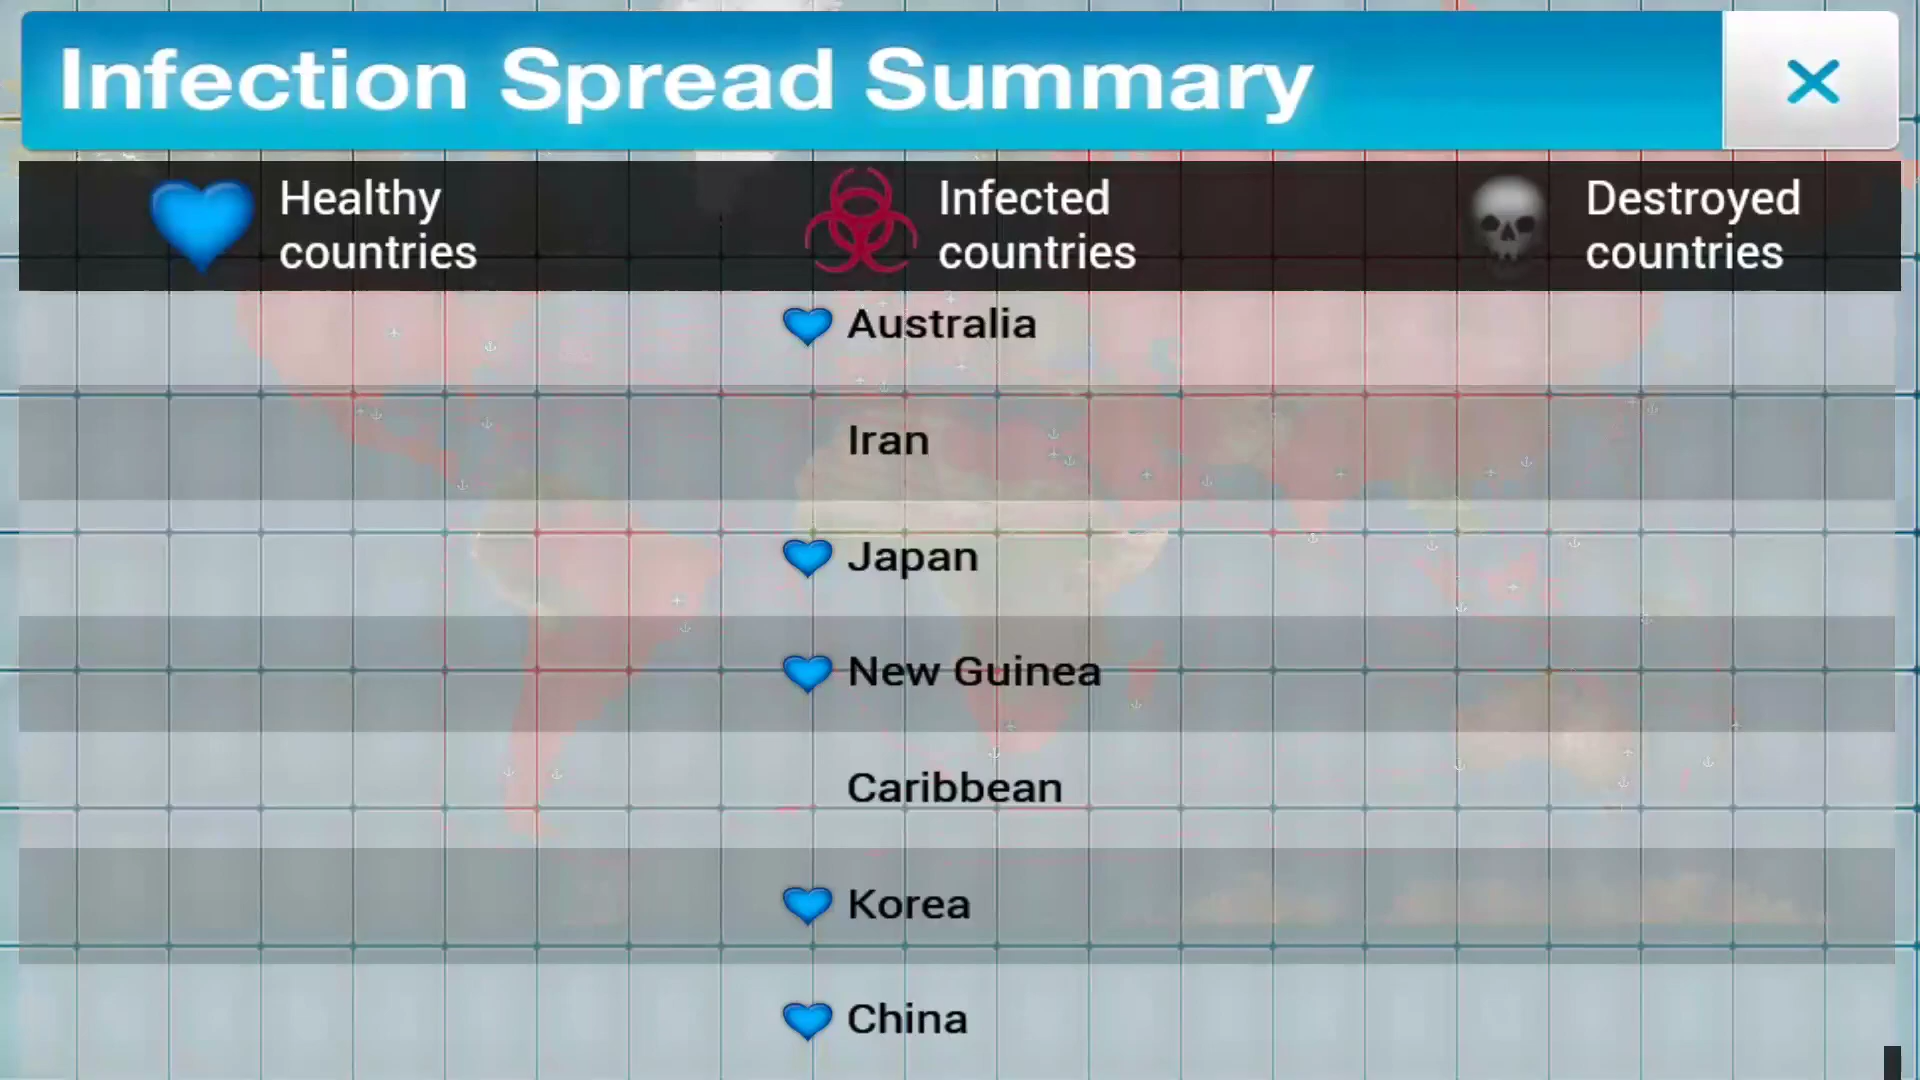 Infection Spread Summary
Healthy
countries
Infected
countries
Destroyed
countries
Australia
Iran
Japan
New Guinea
Caribbean
Korea
China